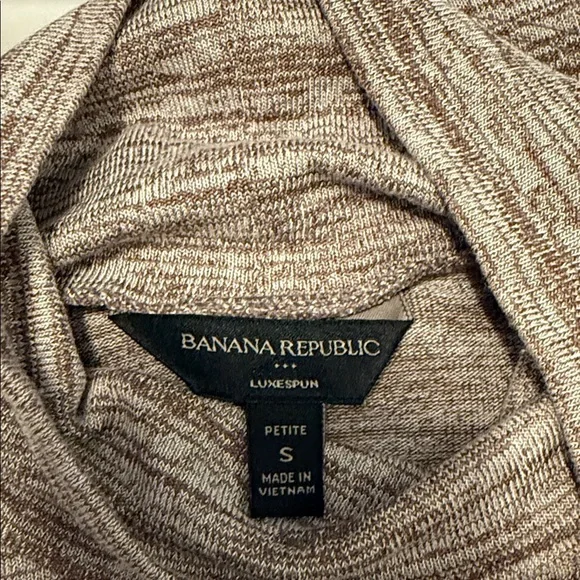 BANANA REPUBLIC
LUXESPUN
PETITE
S
MADE IN
VIETNAM